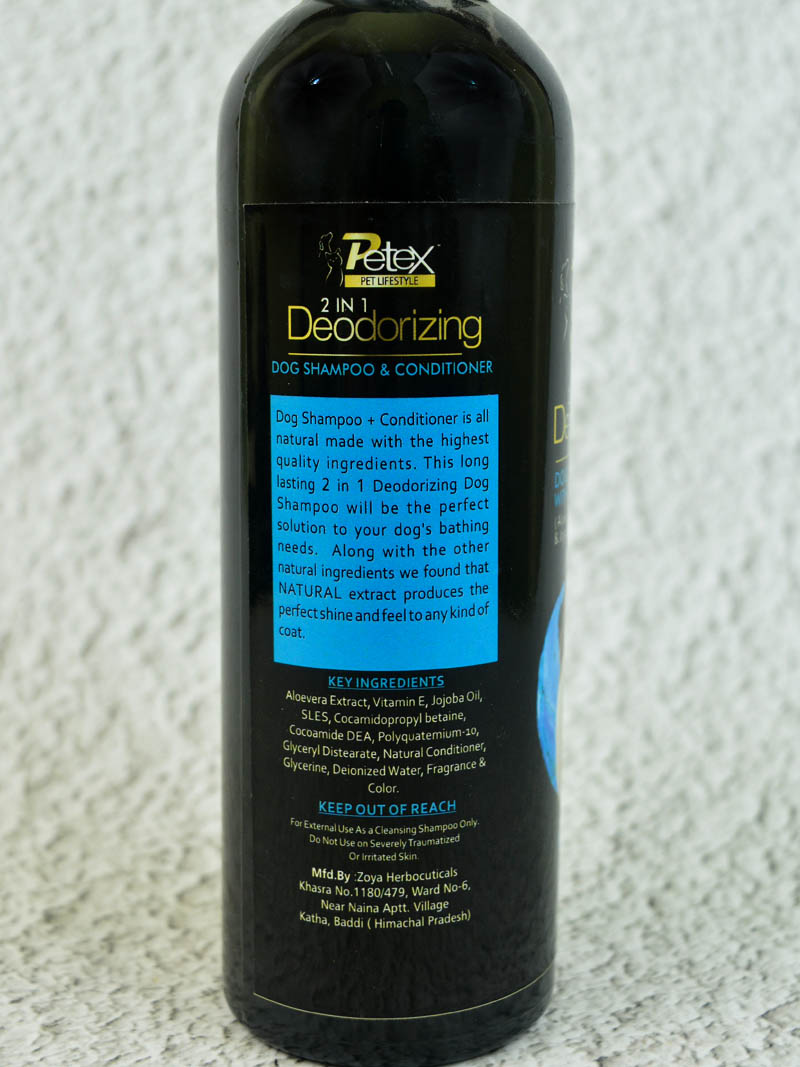 Petex
PET LIFESTYLE
2 IN 1
Deodorizing
DOG SHAMPOO & CONDITIONER
Dog Shampoo + Conditioner is all
natural made with the highest
quality ingredients. This long
lasting 2 in 1 Deodorizing Dog
Shampoo will be the perfect
solution to your dog's bathing
needs. Along with the other
natural ingredients we found that
NATURAL extract produces the
perfect shine and feel to any kind of
coat.
KEY INGREDIENTS
Aloevera Extract, Vitamin E, Jojoba Oil,
SLES, Cocamidopropyl betaine,
Cocoamide DEA, Polyquatemium-10,
Glyceryl Distearate, Natural Conditioner,
Glycerine, Deionized Water, Fragrance &
Color.
KEEP OUT OF REACH
For External Use As a Cleansing Shampoo Only.
Do Not Use on Severely Traumatized
Or Irritated Skin.
Mfd.By :Zoya Herbocuticals
Khasra No.1180/479, Ward No-6,
Near Naina Aptt. Village
Katha, Baddi ( Himachal Pradesh)